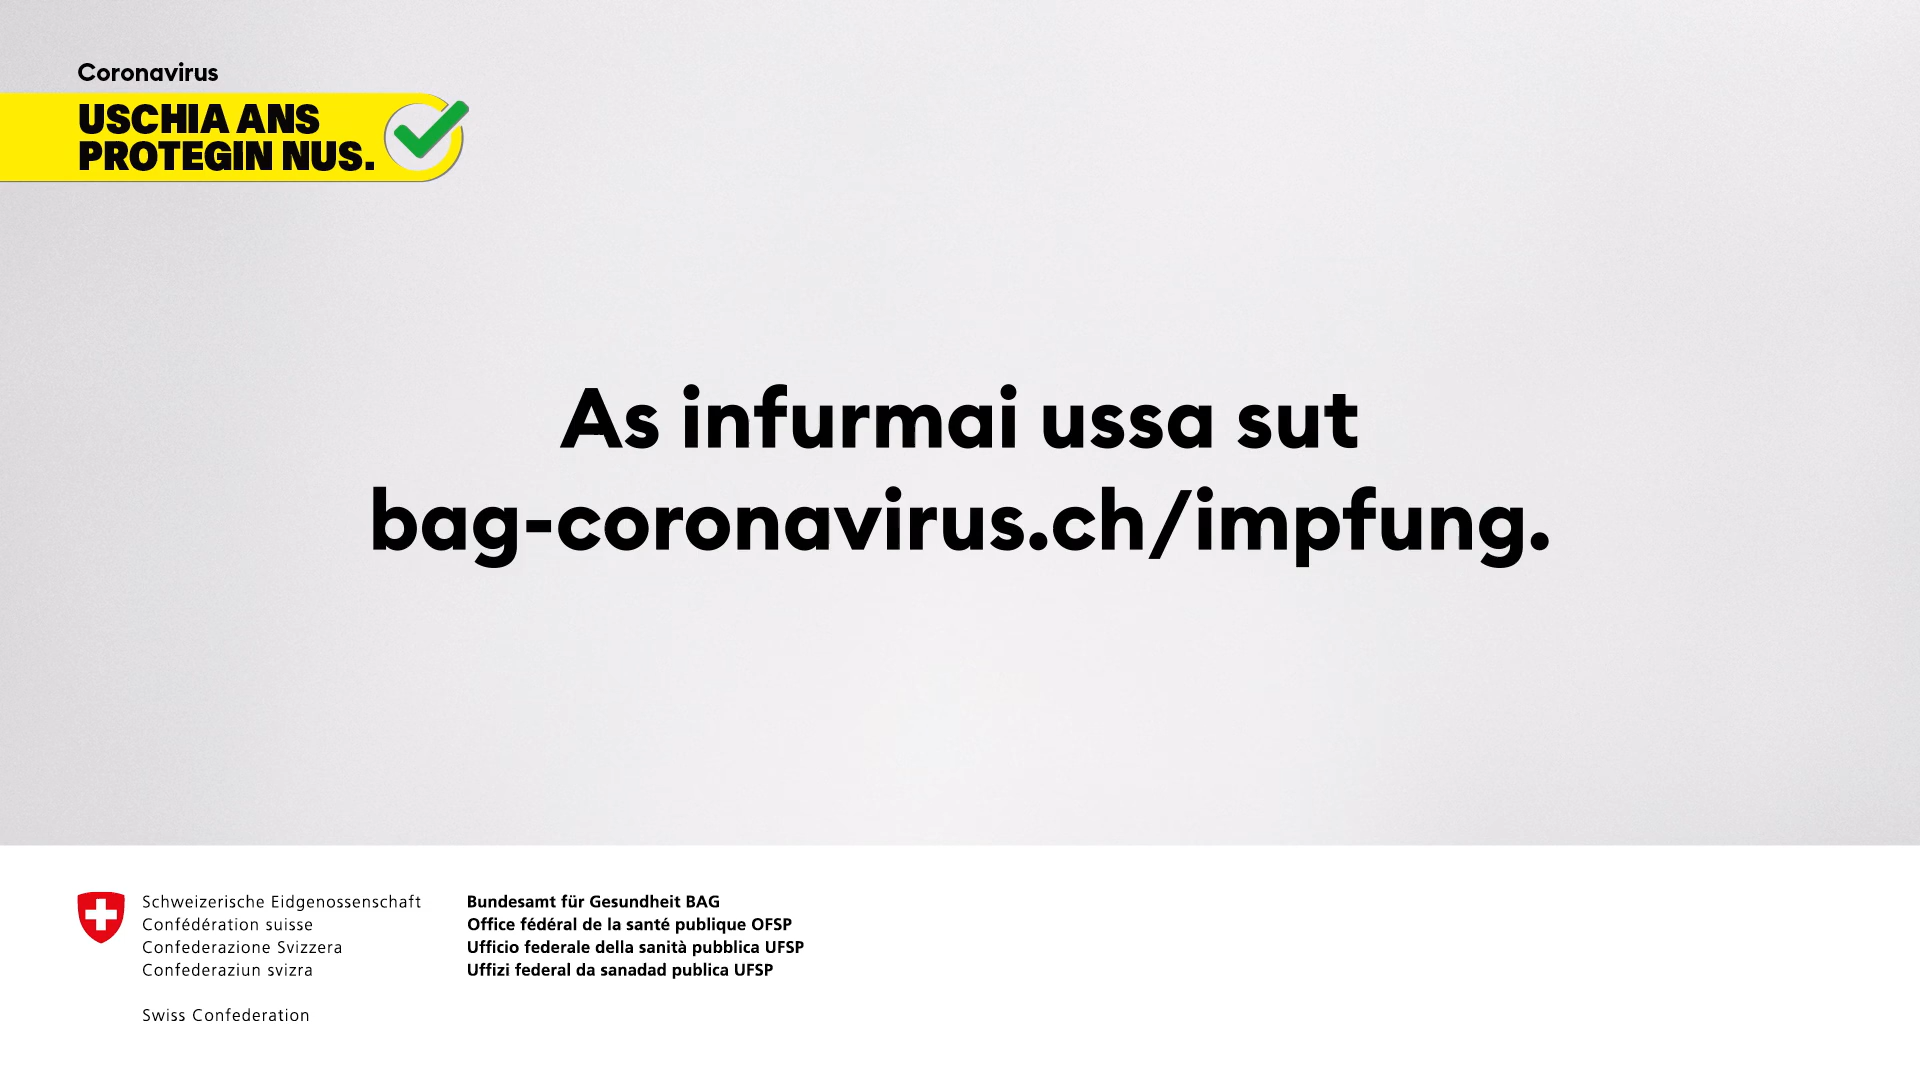 Coronavirus
USCHIA ANS
PROTEGIN NUS.
As infurmai ussa sut
bag-coronavirus.ch/impfung.
Schweizerische Eidgenossenschaft
Confédération suisse
Confederazione Svizzera
Confederaziun svizra
Swiss Confederation
Bundesamt für Gesundheit BAG
Office fédéral de la santé publique OFSP
Ufficio federale della sanità pubblica UFSP
Uffizi federal da sanadad publica UFSP